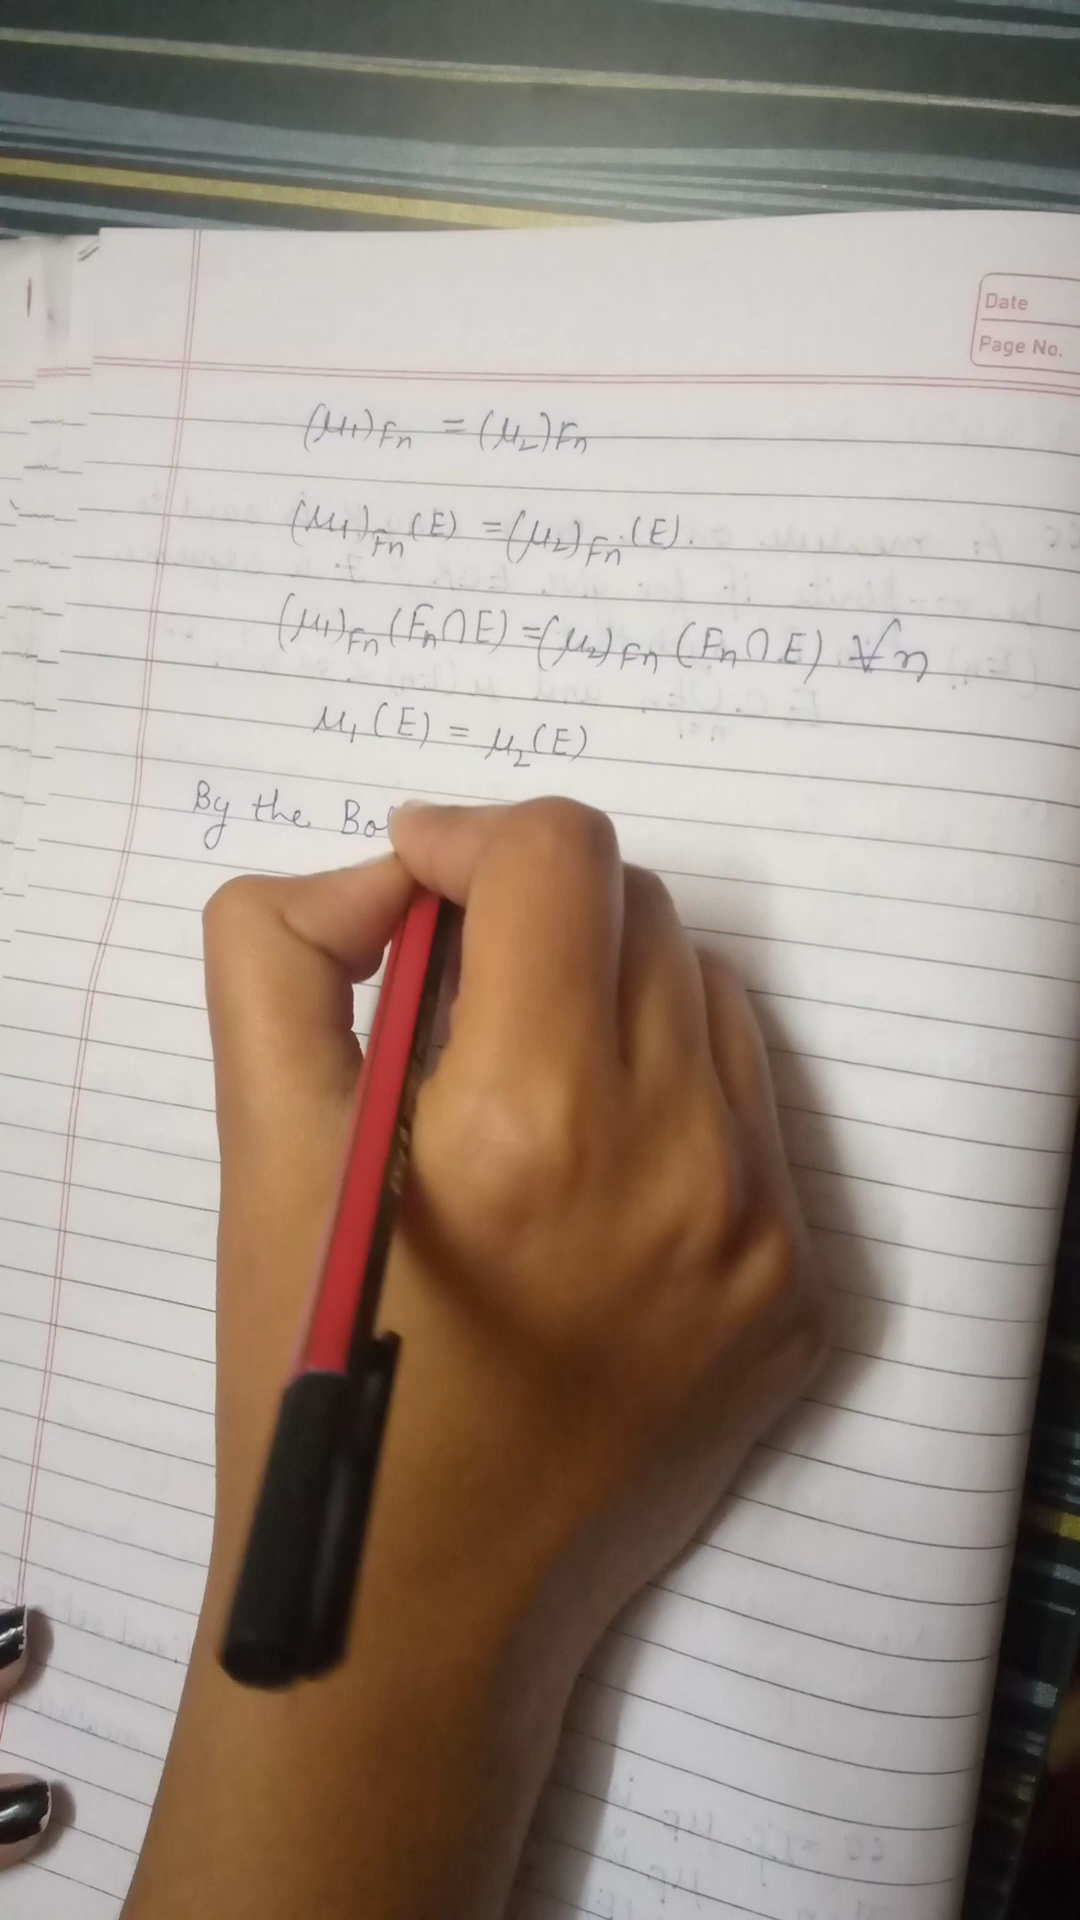 Date
Page No.
(μ₁)Fn = (μ₂)Fn
(μ₁)Fn (E) = (μ₂)Fn (E).
(μ₁)Fn (Fn ∩ E) = (μ₂)Fn (Fn ∩ E) ∀ n
μ₁(E) = μ₂(E)
By the Bo